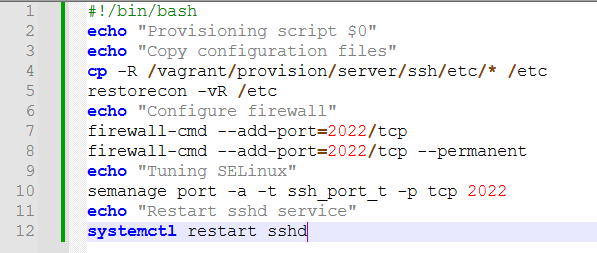 1 #!/bin/bash
2 echo "Provisioning script $0"
3 echo "Copy configuration files"
4 cp -R /vagrant/provision/server/ssh/etc/* /etc
5 restorecon -vR /etc
6 echo "Configure firewall"
7 firewall-cmd --add-port=2022/tcp
8 firewall-cmd --add-port=2022/tcp --permanent
9 echo "Tuning SELinux"
10 semanage port -a -t ssh_port_t -p tcp 2022
11 echo "Restart sshd service"
12 systemctl restart sshd